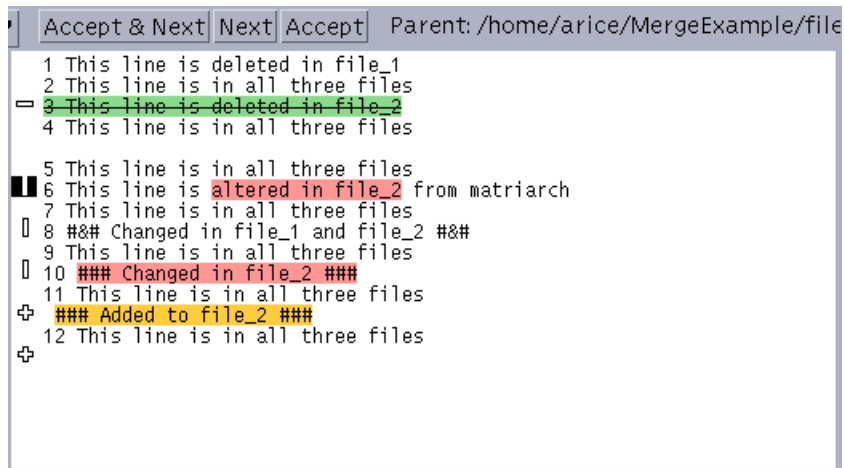 Accept & Next Next Accept Parent: /home/arice/MergeExample/file
1 This line is deleted in file_1
2 This line is in all three files
3 This line is deleted in file_2
4 This line is in all three files
5 This line is in all three files
6 This line is altered in file_2 from matriarch
7 This line is in all three files
8 #&# Changed in file_1 and file_2 #&#
9 This line is in all three files
10 ### Changed in file_2 ###
11 This line is in all three files
### Added to file_2 ###
12 This line is in all three files